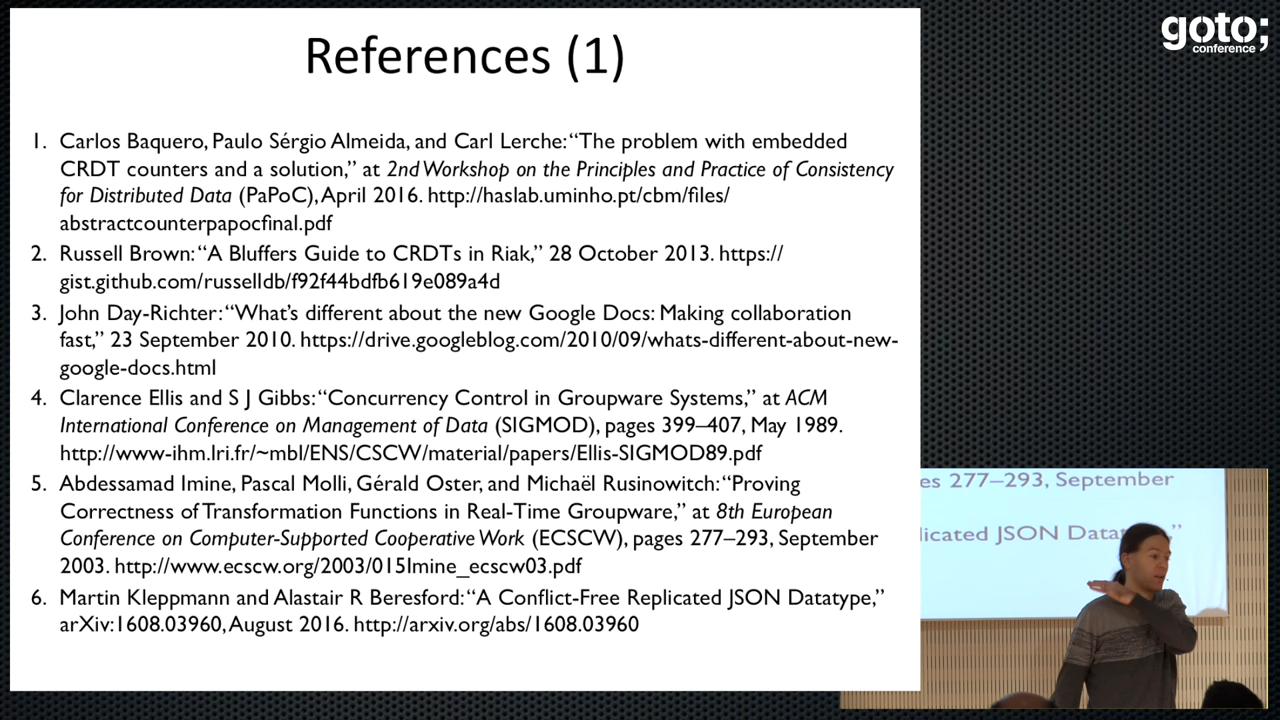 goto;
conference
References (1)
1. Carlos Baquero, Paulo Sérgio Almeida, and Carl Lerche: “The problem with embedded
CRDT counters and a solution,” at 2nd Workshop on the Principles and Practice of Consistency
for Distributed Data (PaPoC), April 2016. http://haslab.uminho.pt/cbm/files/
abstractcounterpapocfinal.pdf
2. Russell Brown: “A Bluffers Guide to CRDTs in Riak,” 28 October 2013. https://
gist.github.com/russelldb/f92f44bdfb619e089a4d
3. John Day-Richter: “What’s different about the new Google Docs: Making collaboration
fast,” 23 September 2010. https://drive.googleblog.com/2010/09/whats-different-about-new-
google-docs.html
4. Clarence Ellis and S J Gibbs: “Concurrency Control in Groupware Systems,” at ACM
International Conference on Management of Data (SIGMOD), pages 399–407, May 1989.
http://www-ihm.lri.fr/~mbl/ENS/CSCW/material/papers/Ellis-SIGMOD89.pdf
5. Abdessamad Imine, Pascal Molli, Gérald Oster, and Michaël Rusinowitch: “Proving
Correctness of Transformation Functions in Real-Time Groupware,” at 8th European
Conference on Computer-Supported Cooperative Work (ECSCW), pages 277–293, September
2003. http://www.ecscw.org/2003/015Imine_ecscw03.pdf
6. Martin Kleppmann and Alastair R Beresford: “A Conflict-Free Replicated JSON Datatype,”
arXiv:1608.03960, August 2016. http://arxiv.org/abs/1608.03960
es 277–293, September
licated JSON Data ”